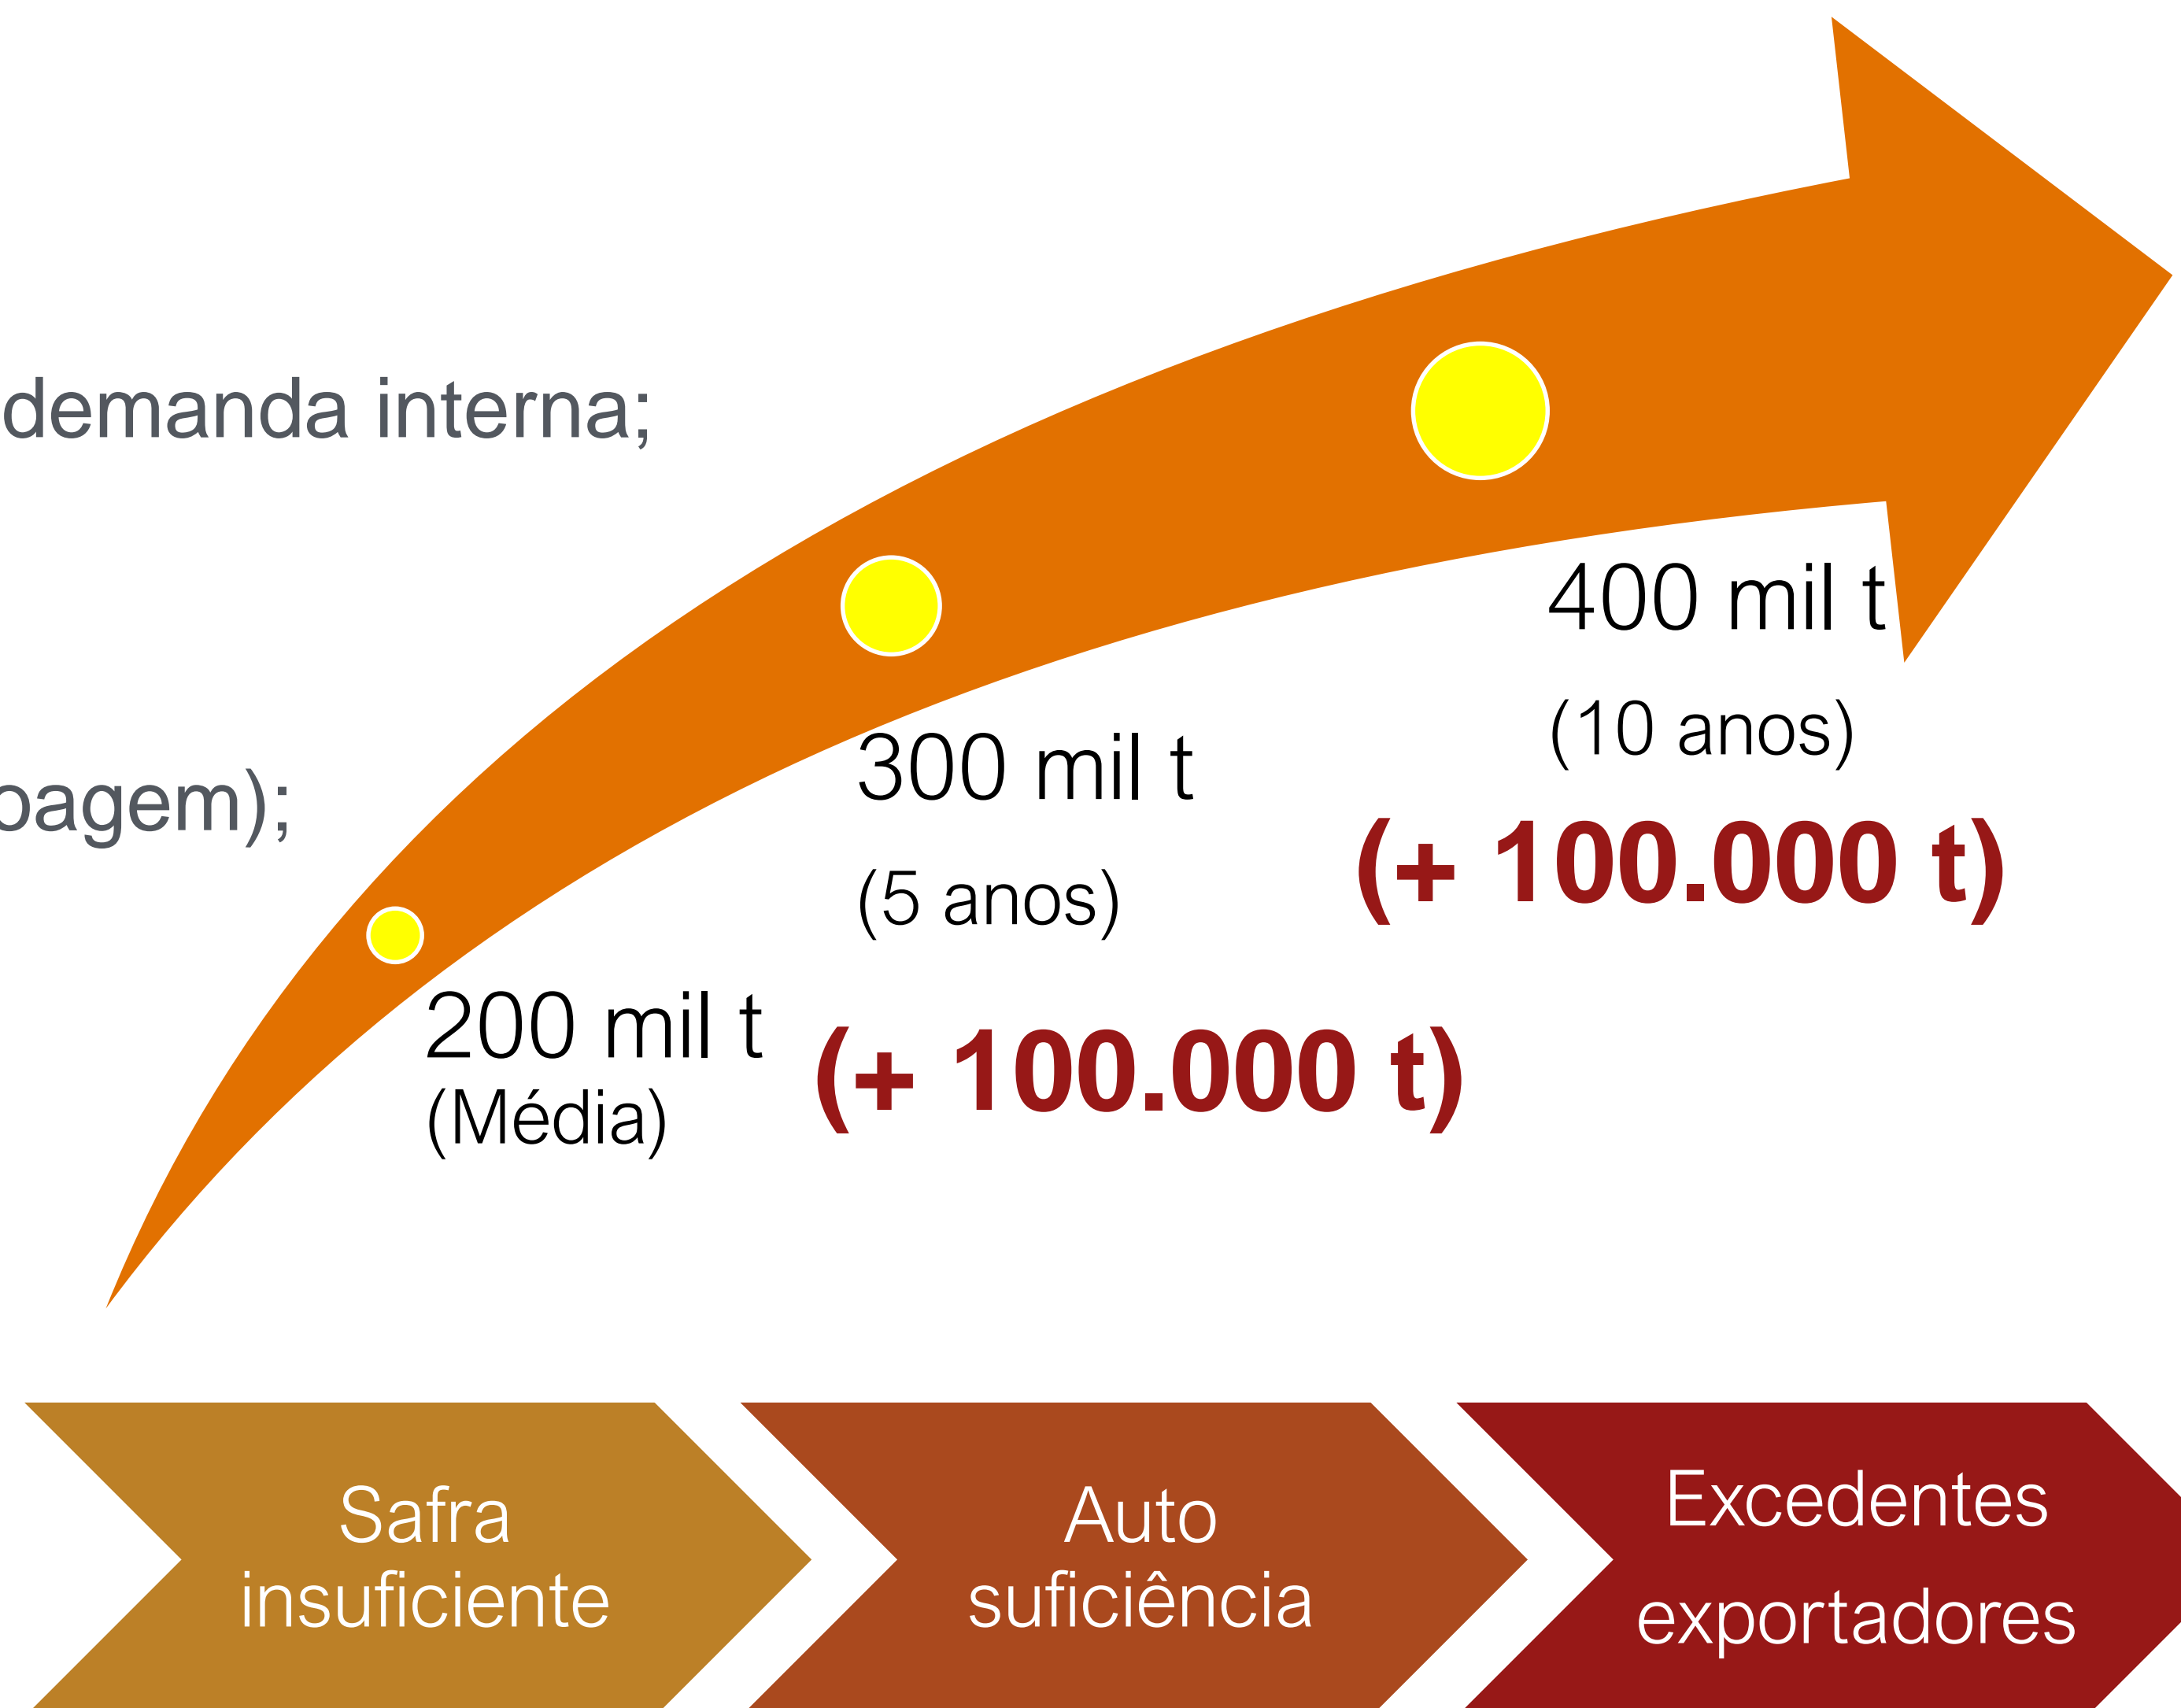 demanda interna;
400 mil t
(10 anos)
300 mil t
(+ 100.000 t)
(5 anos)
200 mil t
(+ 100.000 t)
(Média)
Safra
insuficiente
Auto
suficiência
Excedentes
exportadores